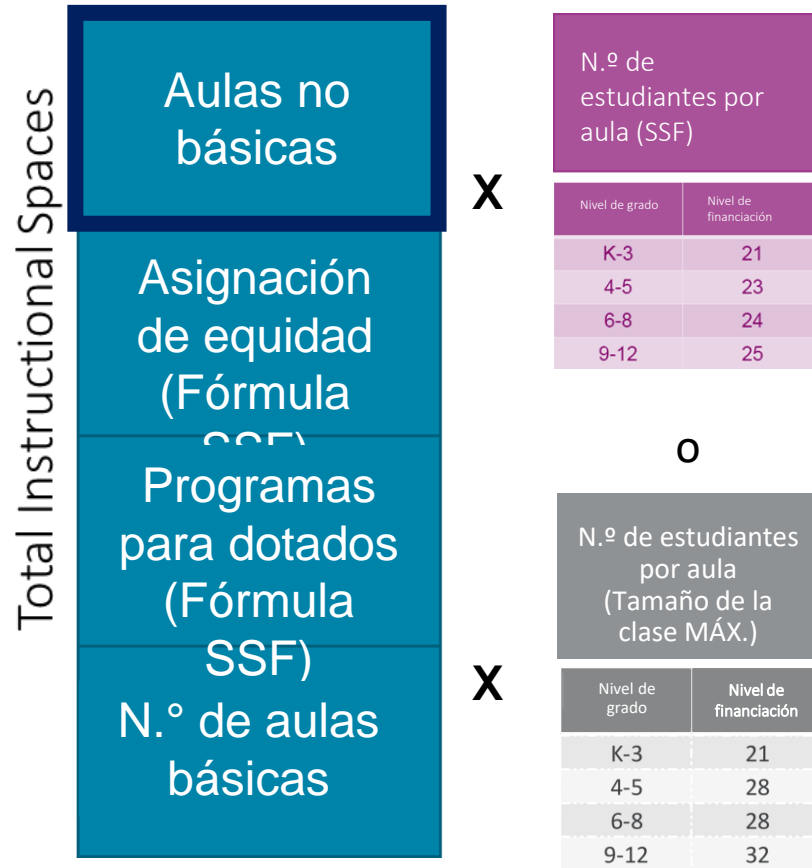 Total Instructional Spaces
Aulas no
básicas
Asignación
de equidad
(Fórmula
SSF)
Programas
para dotados
(Fórmula
SSF)
N.° de aulas
básicas
X
N.º de
estudiantes por
aula (SSF)
Nivel de grado Nivel de
financiación
K-3 21
4-5 23
6-8 24
9-12 25
o
X
N.º de estudiantes
por aula
(Tamaño de la
clase MÁX.)
Nivel de Nivel de
grado financiación
K-3 21
4-5 28
6-8 28
9-12 32